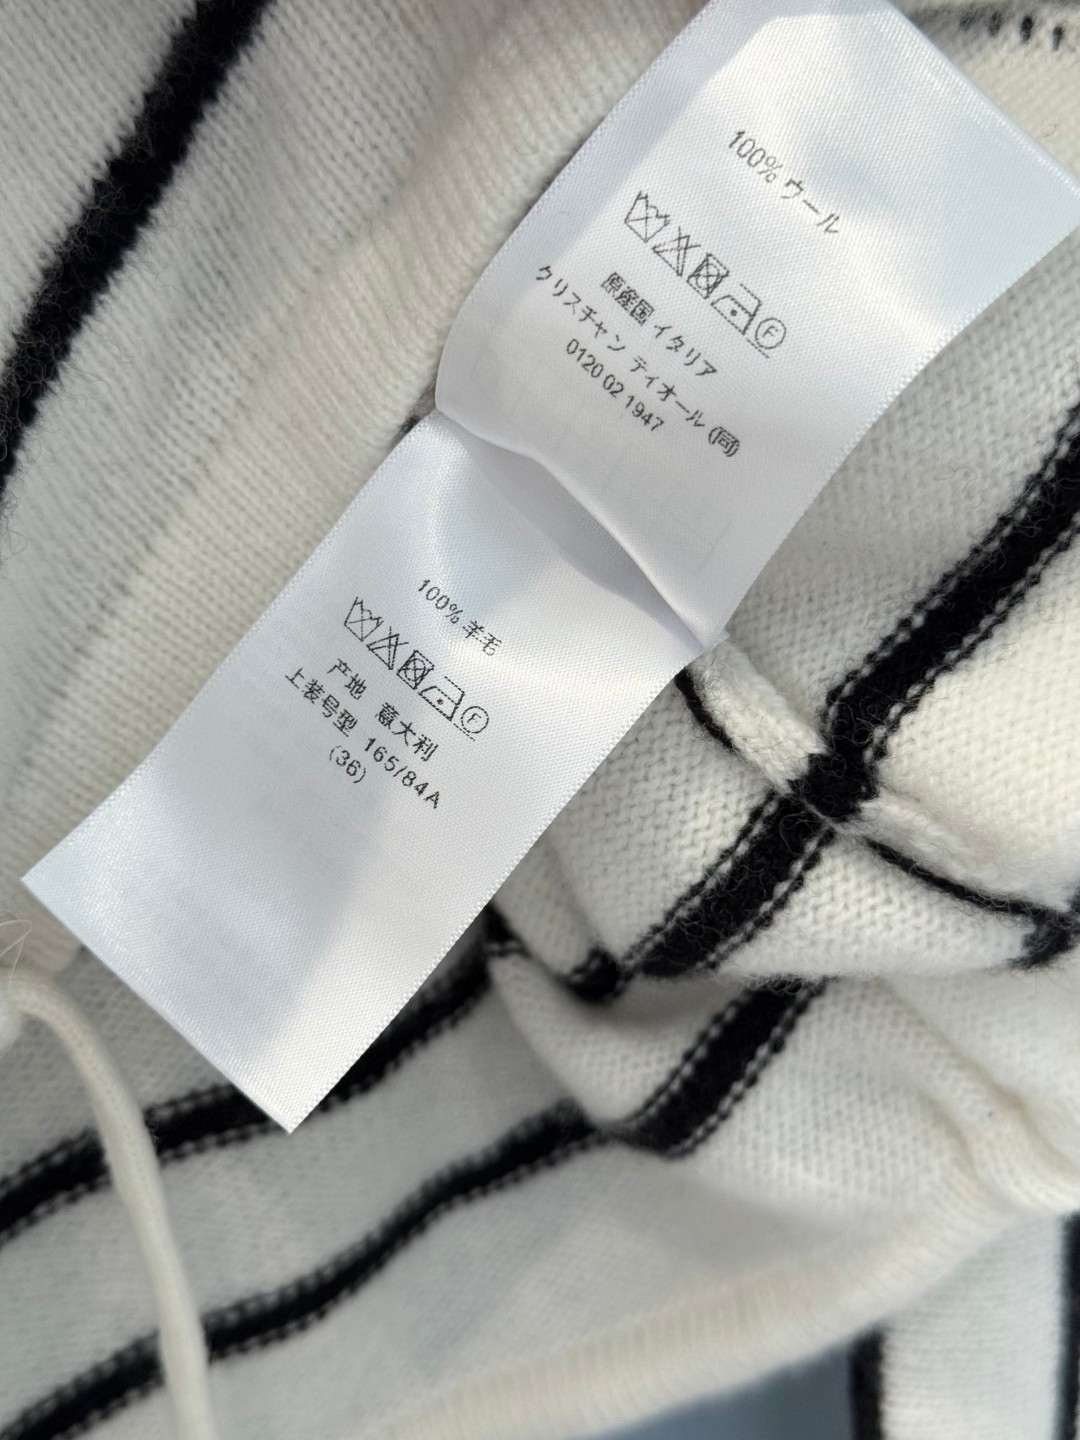 100% ウール
F
原産国 イタリア
クリスチャン ディオール (同)
0120 02 1947
100% 羊毛
F
产地 意大利
上装号型 165/84A
(36)